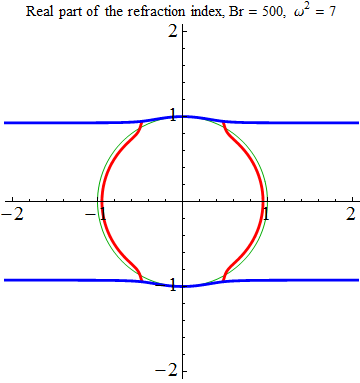 Real part of the refraction index, Br = 500, ω² = 7
2
1
−2 −1 1 2
1
−2